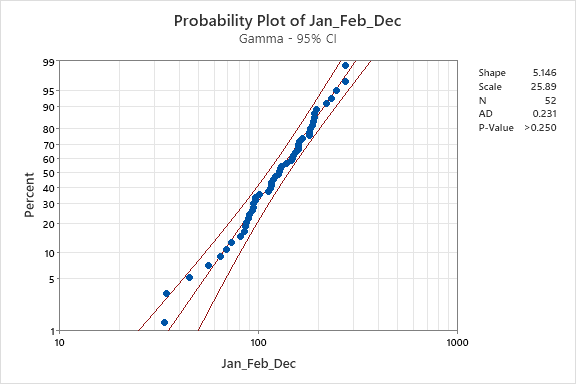 Probability Plot of Jan_Feb_Dec
Gamma - 95% CI
99
95
90
80
70
60
50
40
30
20
10
5
1
Percent
10
100
1000
Jan_Feb_Dec
Shape 5.146
Scale 25.89
N 52
AD 0.231
P-Value >0.250